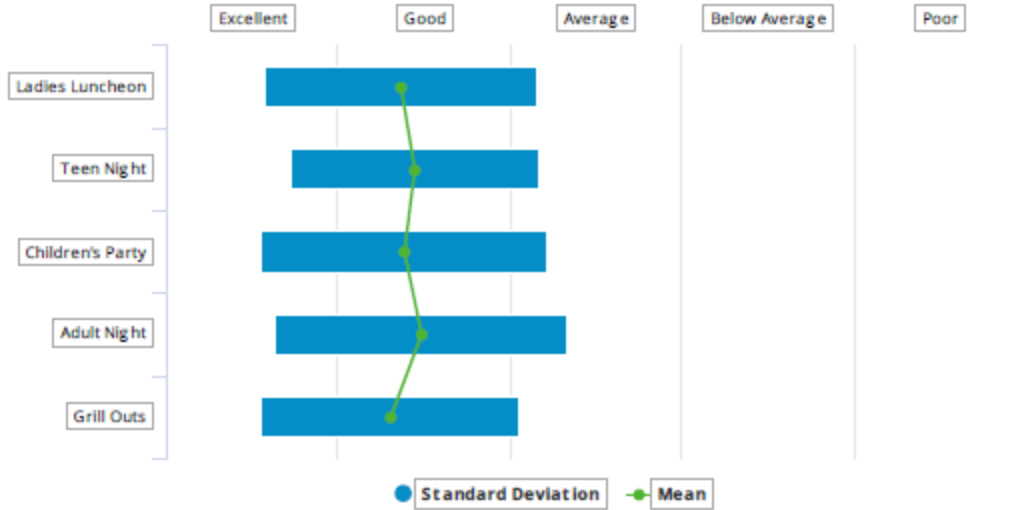 Excellent Good Average Below Average Poor
Ladies Luncheon
Teen Night
Children's Party
Adult Night
Grill Outs
Standard Deviation Mean